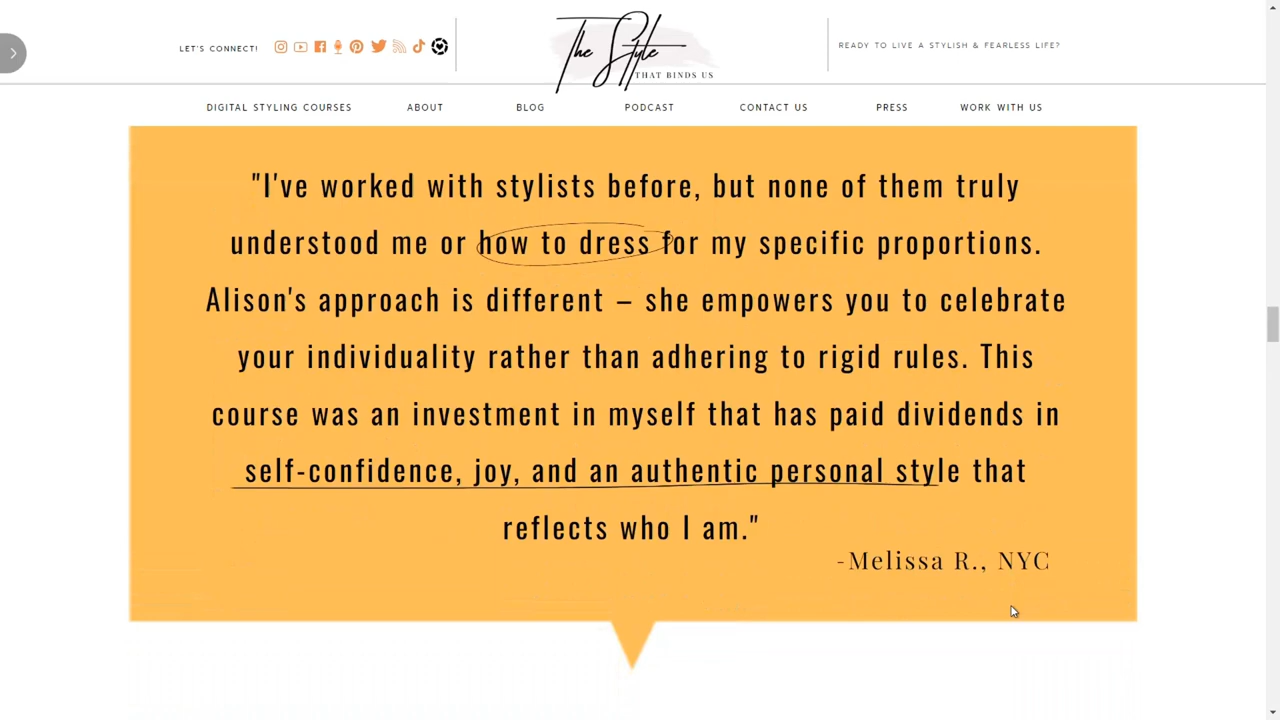 LET'S CONNECT!
The Style
THAT BINDS US
READY TO LIVE A STYLISH & FEARLESS LIFE?
DIGITAL STYLING COURSES ABOUT BLOG PODCAST CONTACT US PRESS WORK WITH US
"I've worked with stylists before, but none of them truly
understood me or how to dress for my specific proportions.
Alison's approach is different – she empowers you to celebrate
your individuality rather than adhering to rigid rules. This
course was an investment in myself that has paid dividends in
self-confidence, joy, and an authentic personal style that
reflects who I am."
-Melissa R., NYC